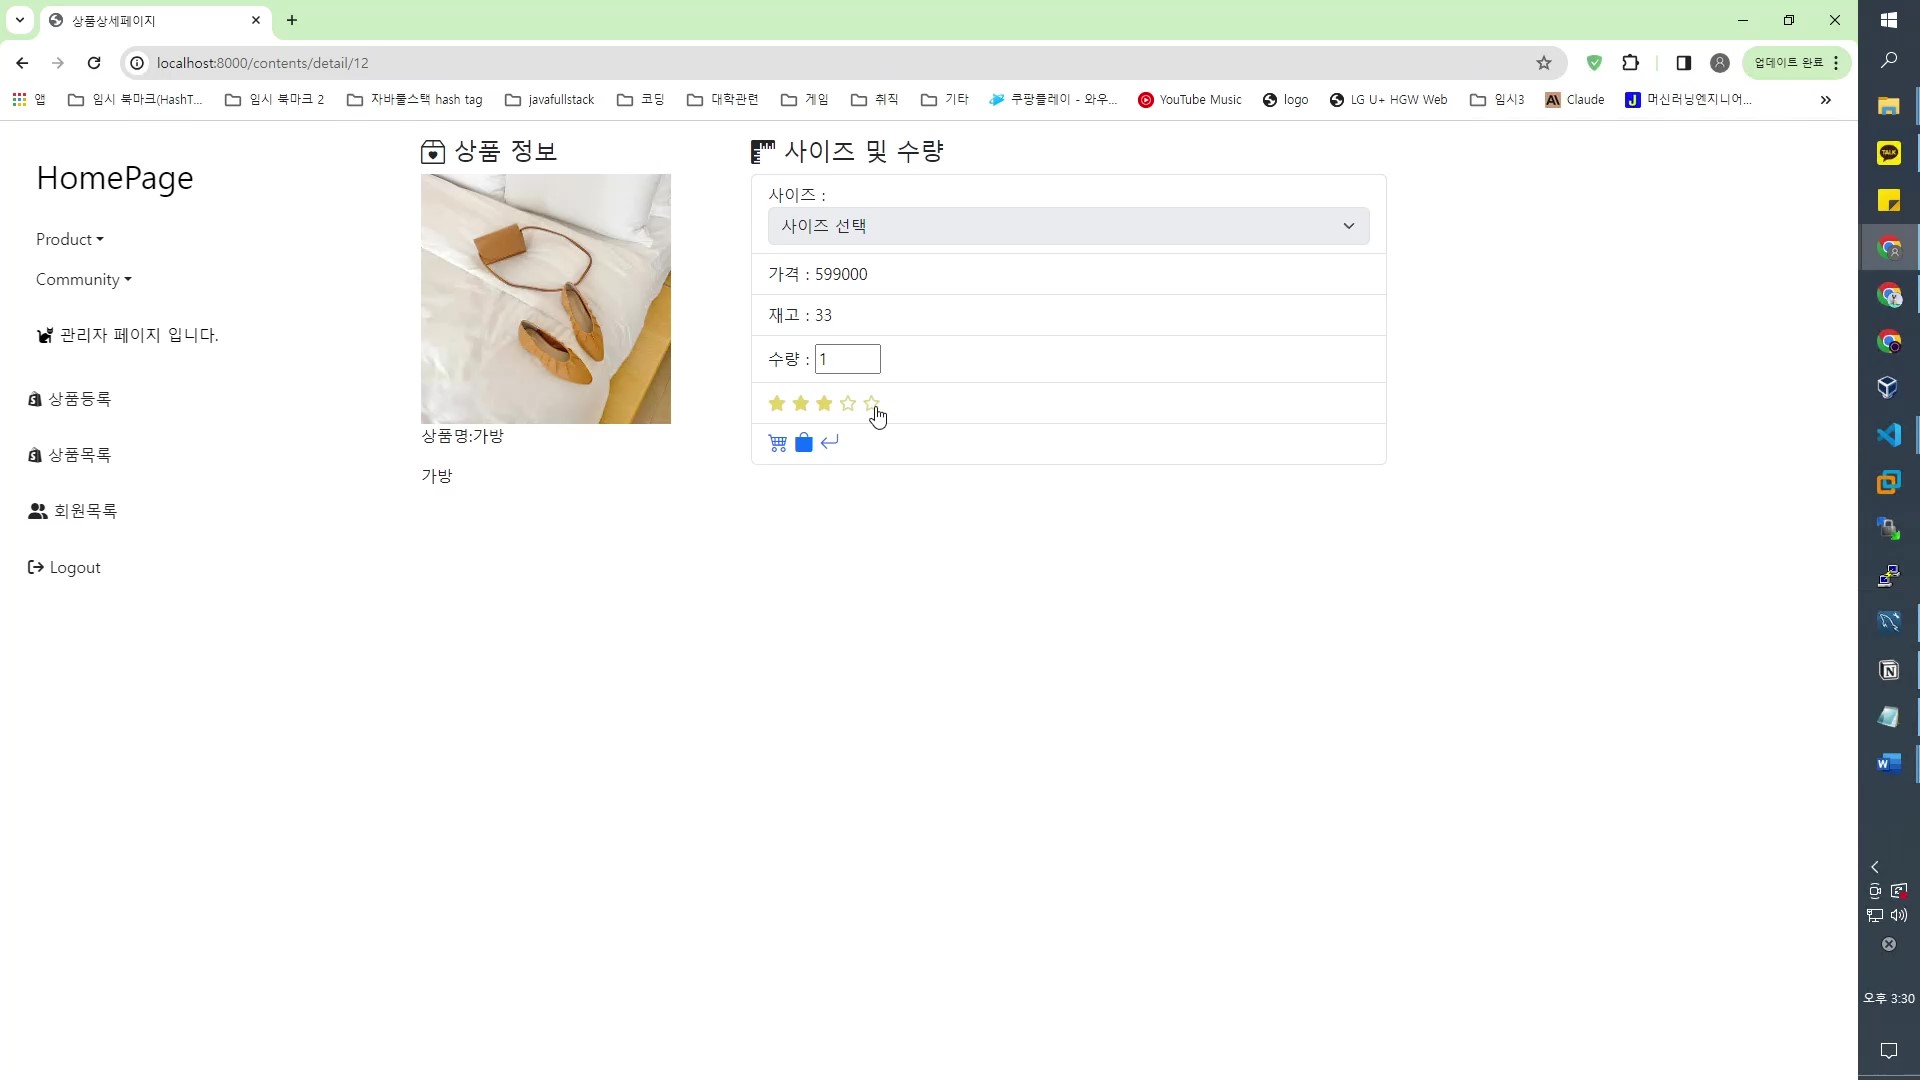 상품상세페이지
localhost:8000/contents/detail/12
업데이트 완료
앱
임시 북마크(HashT...
임시 북마크 2
자바풀스택 hash tag
javafullstack
코딩
대학관련
게임
취직
기타
쿠팡플레이 - 와우...
YouTube Music
logo
LG U+ HGW Web
임시3
Claude
머신러닝엔지니어...
HomePage
Product
Community
관리자 페이지 입니다.
상품등록
상품목록
회원목록
Logout
상품 정보
상품명:가방
가방
사이즈 및 수량
사이즈 :
사이즈 선택
가격 : 599000
재고 : 33
수량 : 1
TALK
오후 3:30